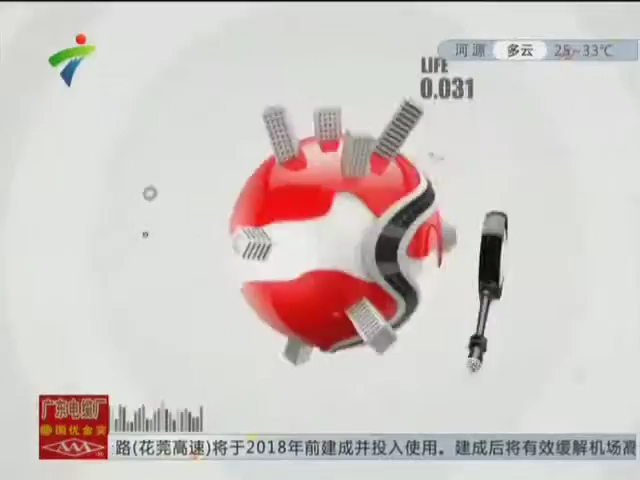 河源 多云 25~33℃
LIFE
0.031
广东电缆厂
国优金奖
路(花莞高速)将于2018年前建成并投入使用。建成后将有效缓解机场高